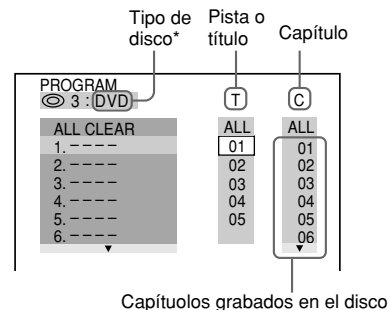 Tipo de disco*
Pista o título
Capítulo
PROGRAM
3 : DVD
T
C
ALL CLEAR
1. – – – –
2. – – – –
3. – – – –
4. – – – –
5. – – – –
6. – – – –
ALL
01
02
03
04
05
ALL
01
02
03
04
05
06
Capítuolos grabados en el disco